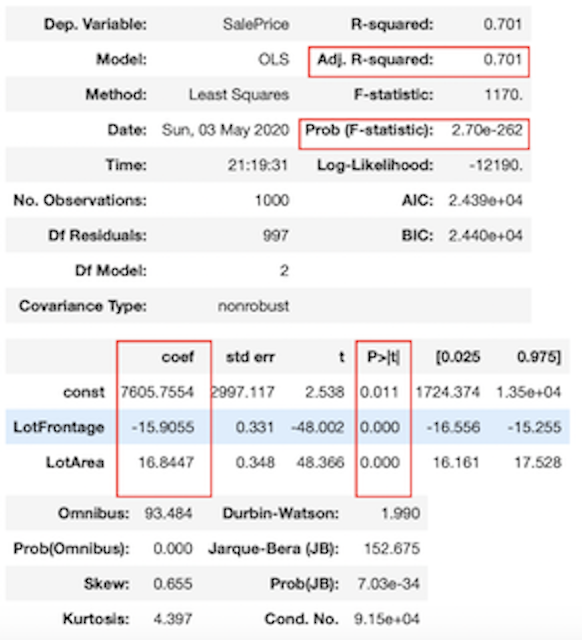 Dep. Variable: SalePrice R-squared: 0.701
Model: OLS Adj. R-squared: 0.701
Method: Least Squares F-statistic: 1170.
Date: Sun, 03 May 2020 Prob (F-statistic): 2.70e-262
Time: 21:19:31 Log-Likelihood: -12190.
No. Observations: 1000 AIC: 2.439e+04
Df Residuals: 997 BIC: 2.440e+04
Df Model: 2
Covariance Type: nonrobust
coef std err t P>|t| [0.025 0.975]
const 7605.7554 2997.117 2.538 0.011 1724.374 1.35e+04
LotFrontage -15.9055 0.331 -48.002 0.000 -16.556 -15.255
LotArea 16.8447 0.348 48.366 0.000 16.161 17.528
Omnibus: 93.484 Durbin-Watson: 1.990
Prob(Omnibus): 0.000 Jarque-Bera (JB): 152.675
Skew: 0.655 Prob(JB): 7.03e-34
Kurtosis: 4.397 Cond. No. 9.15e+04